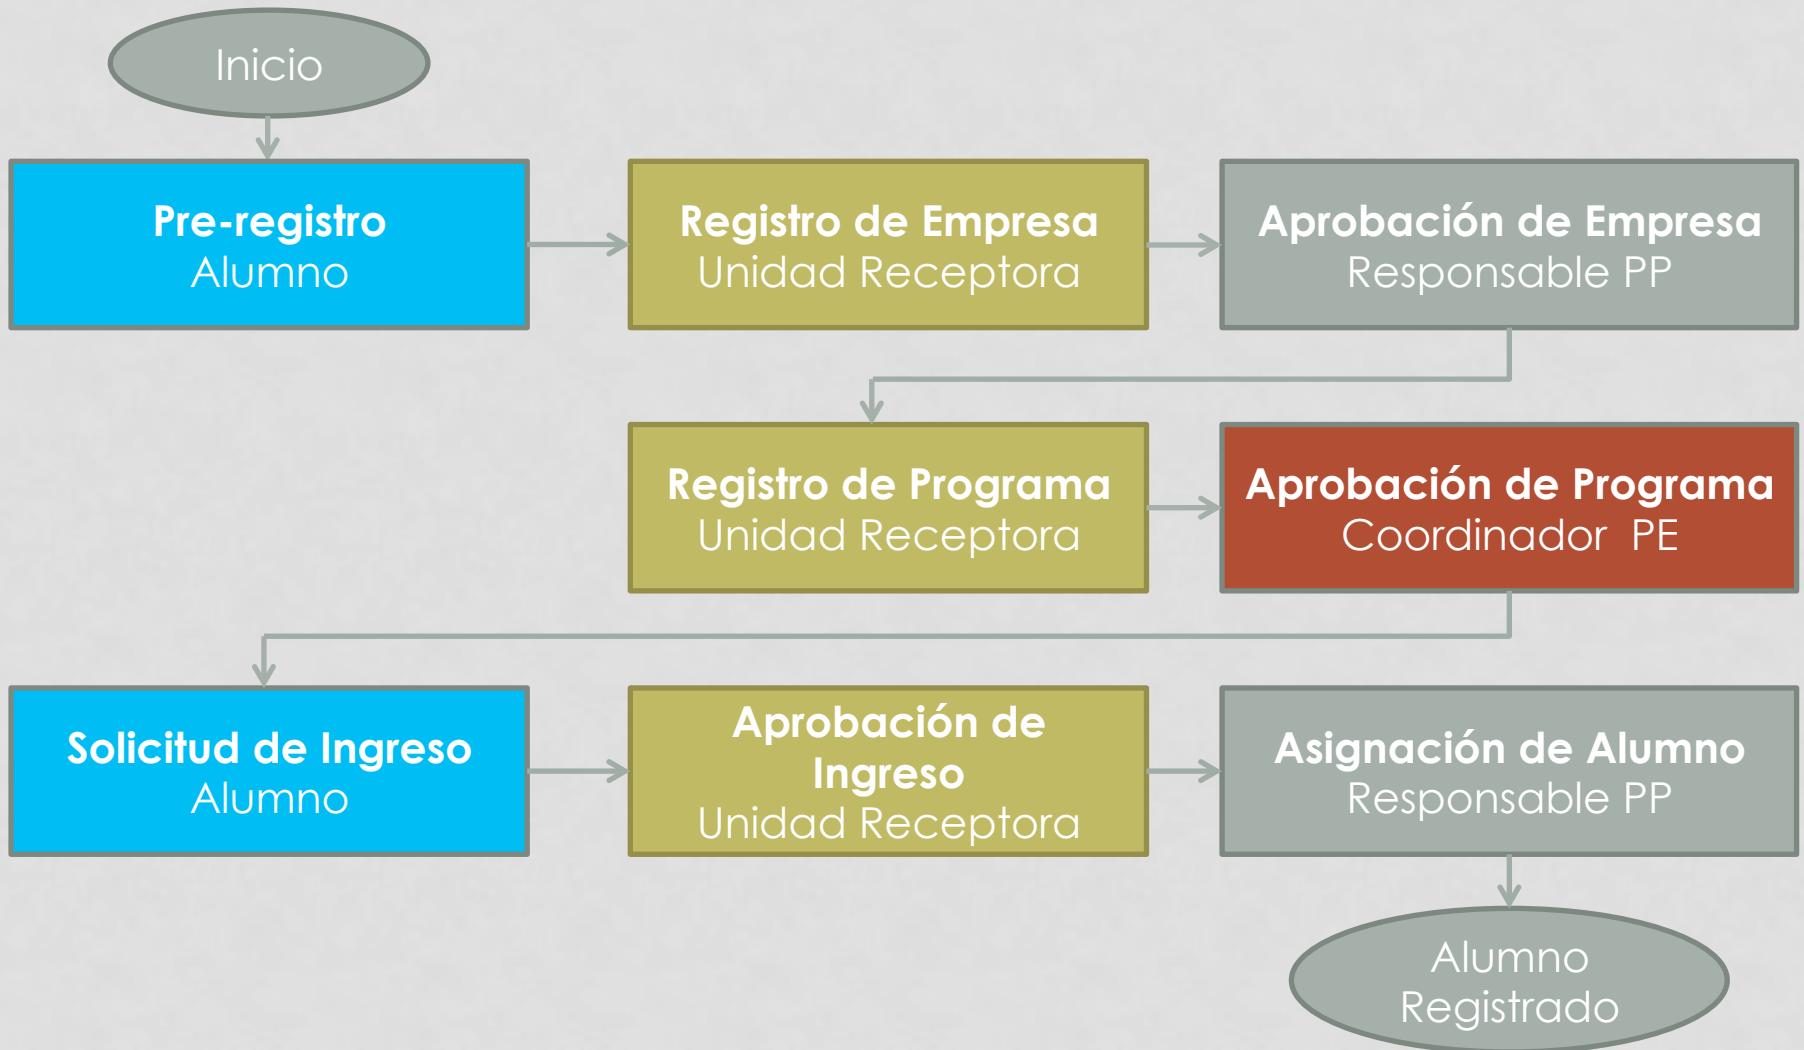 Inicio
Pre-registro
Alumno
Registro de Empresa
Unidad Receptora
Aprobación de Empresa
Responsable PP
Registro de Programa
Unidad Receptora
Aprobación de Programa
Coordinador  PE
Solicitud de Ingreso
Alumno
Aprobación de
Ingreso
Unidad Receptora
Asignación de Alumno
Responsable PP
Alumno
Registrado